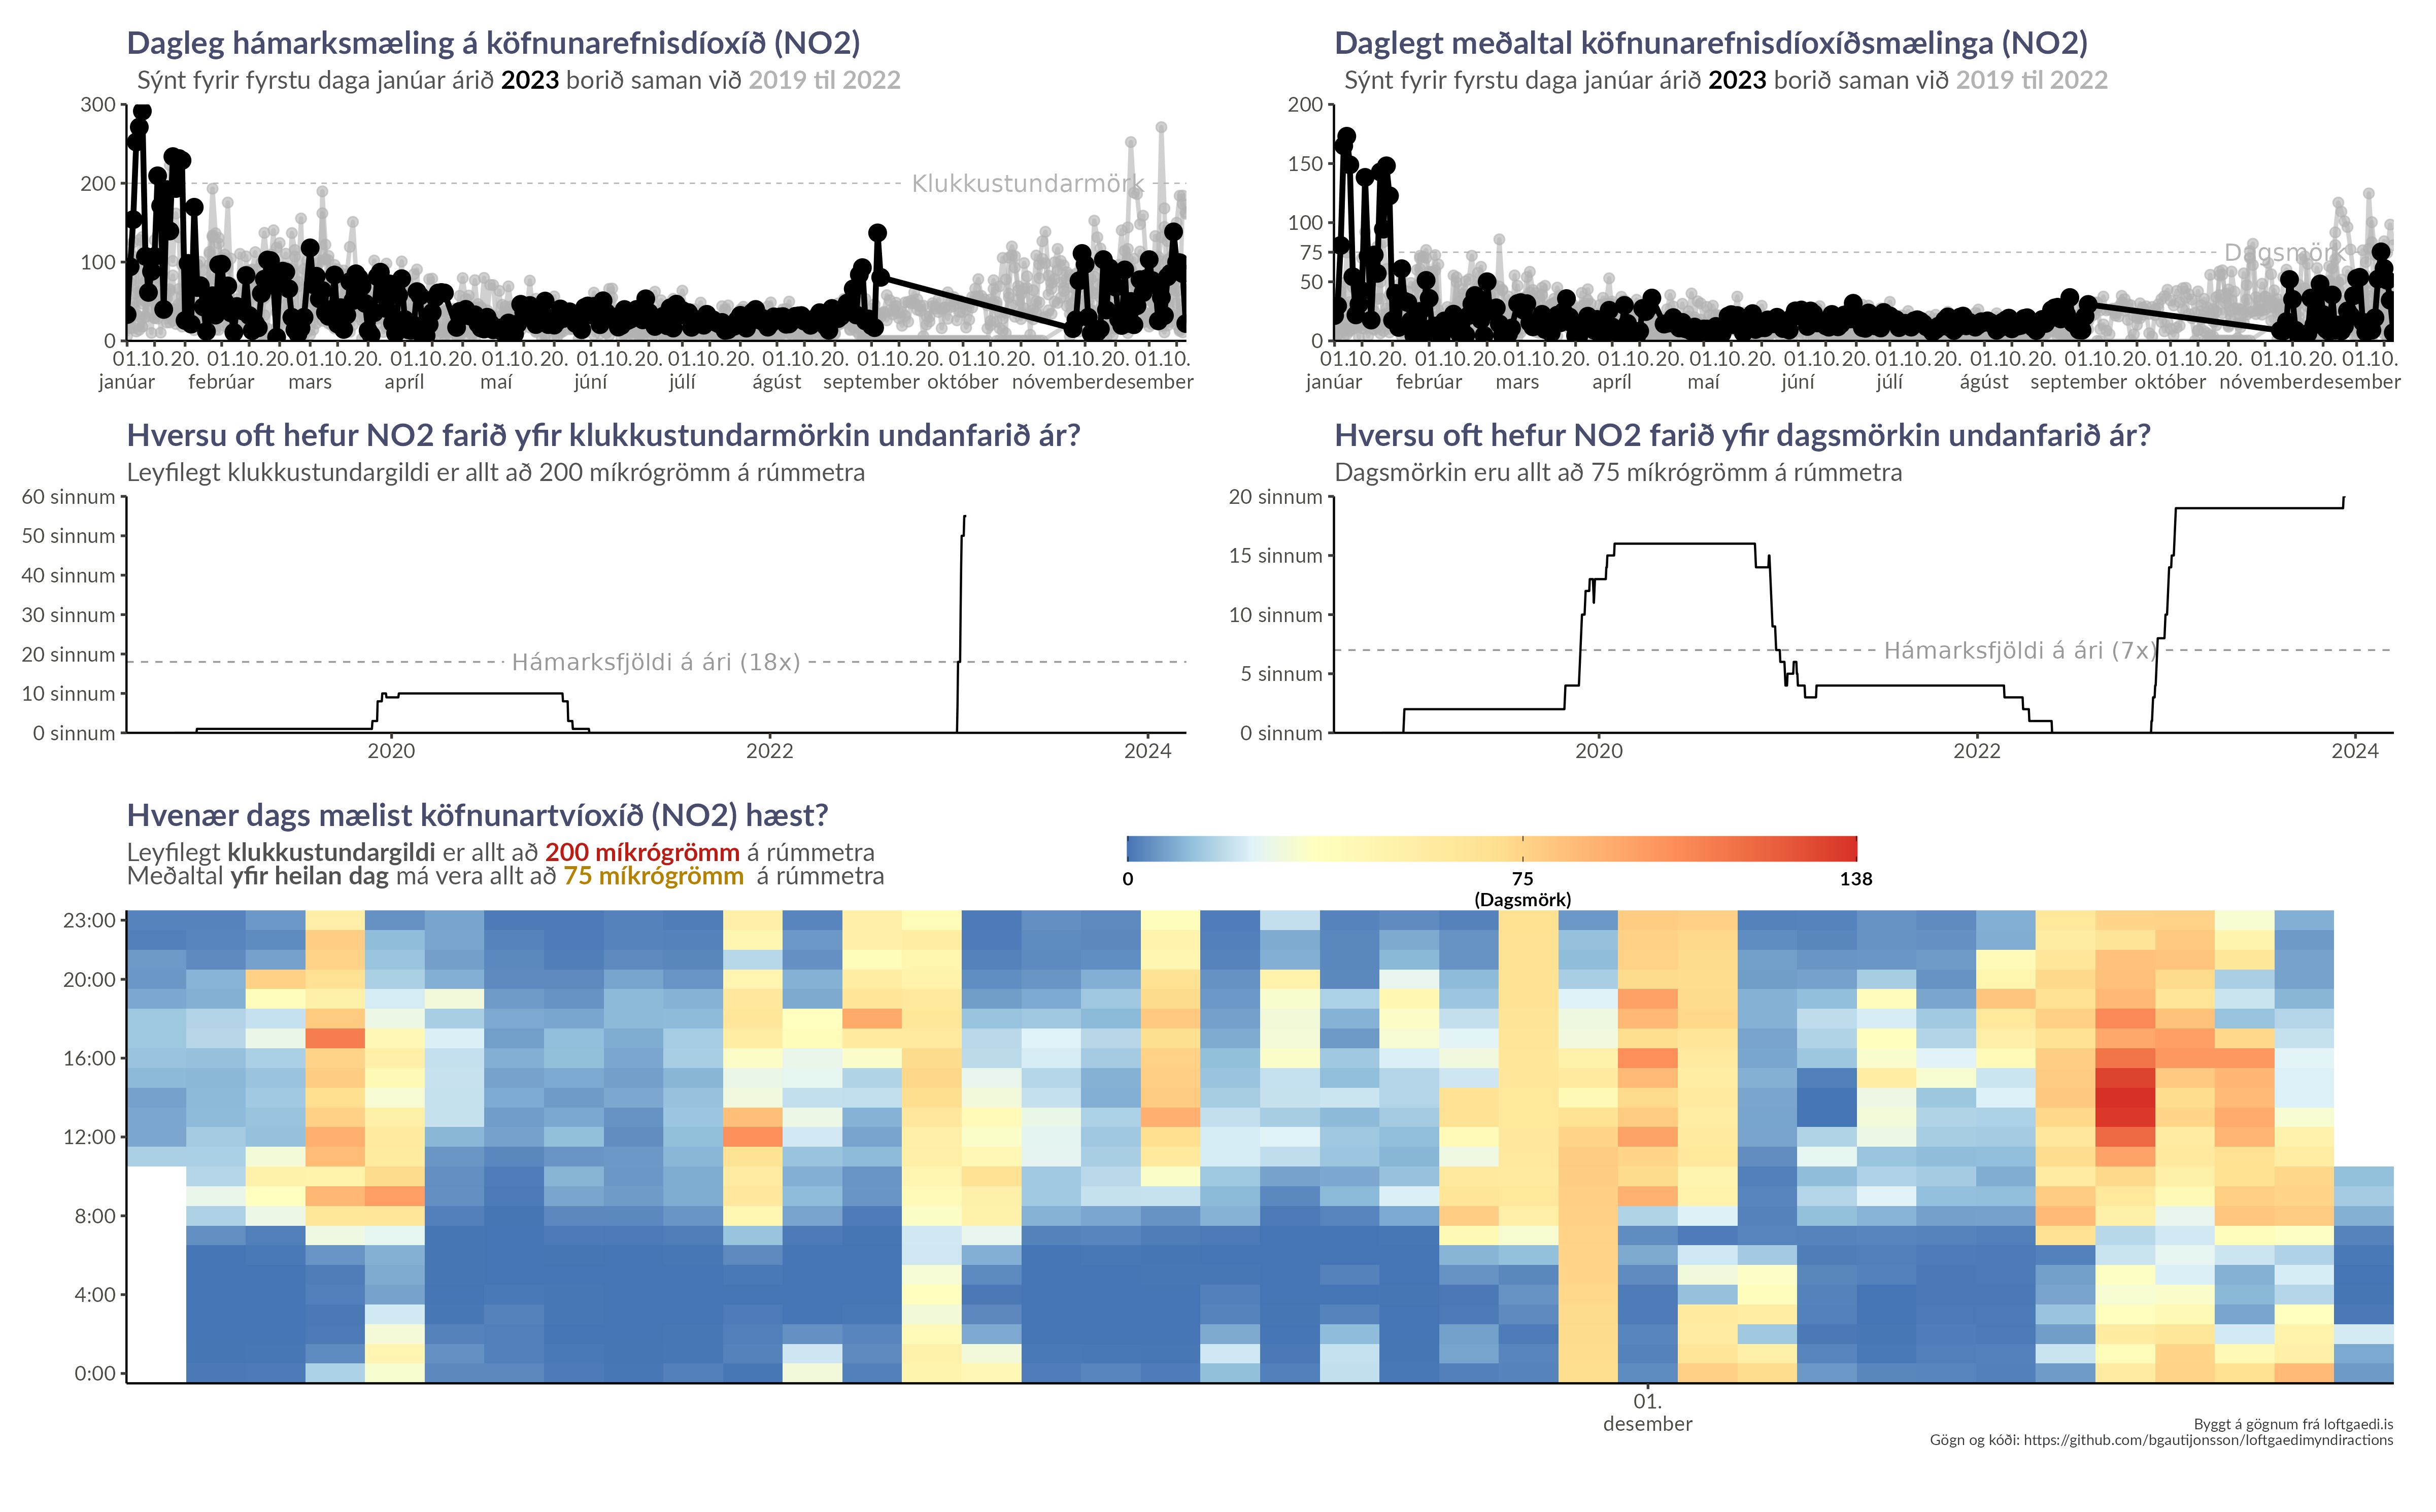 Dagleg hámarksmæling á köfnunarefnisdíoxíð (NO2)
Sýnt fyrir fyrstu daga janúar árið 2023 borið saman við 2019 til 2022
300
200
100
0
Klukkustundarmörk
01. 10. 20. 01. 10. 20. 01. 10. 20. 01. 10. 20. 01. 10. 20. 01. 10. 20. 01. 10. 20. 01. 10. 20. 01. 10. 20. 01. 10. 20. 01. 10. 20. 01. 10.
janúar febrúar mars apríl maí júní júlí ágúst september október nóvember desember
Daglegt meðaltal köfnunarefnisdíoxíðsmælinga (NO2)
Sýnt fyrir fyrstu daga janúar árið 2023 borið saman við 2019 til 2022
200
150
100
75
50
0
Dagsmörk
01. 10. 20. 01. 10. 20. 01. 10. 20. 01. 10. 20. 01. 10. 20. 01. 10. 20. 01. 10. 20. 01. 10. 20. 01. 10. 20. 01. 10. 20. 01. 10. 20. 01. 10.
janúar febrúar mars apríl maí júní júlí ágúst september október nóvember desember
Hversu oft hefur NO2 farið yfir klukkustundarmörkin undanfarið ár?
Leyfilegt klukkustundargildi er allt að 200 míkrógrömm á rúmmetra
60 sinnum
50 sinnum
40 sinnum
30 sinnum
20 sinnum
10 sinnum
0 sinnum
Hámarksfjöldi á ári (18x)
2020 2022 2024
Hversu oft hefur NO2 farið yfir dagsmörkin undanfarið ár?
Dagsmörkin eru allt að 75 míkrógrömm á rúmmetra
20 sinnum
15 sinnum
10 sinnum
5 sinnum
0 sinnum
Hámarksfjöldi á ári (7x)
2020 2022 2024
Hvenær dags mælist köfnunartvíoxíð (NO2) hæst?
Leyfilegt klukkustundargildi er allt að 200 míkrógrömm á rúmmetra
Meðaltal yfir heilan dag má vera allt að 75 míkrógrömm á rúmmetra
0 75 138
(Dagsmörk)
23:00
20:00
16:00
12:00
8:00
4:00
0:00
01.
desember
Byggt á gögnum frá loftgaedi.is
Gögn og kóði: https://github.com/bgautijonsson/loftgaedimyndiractions